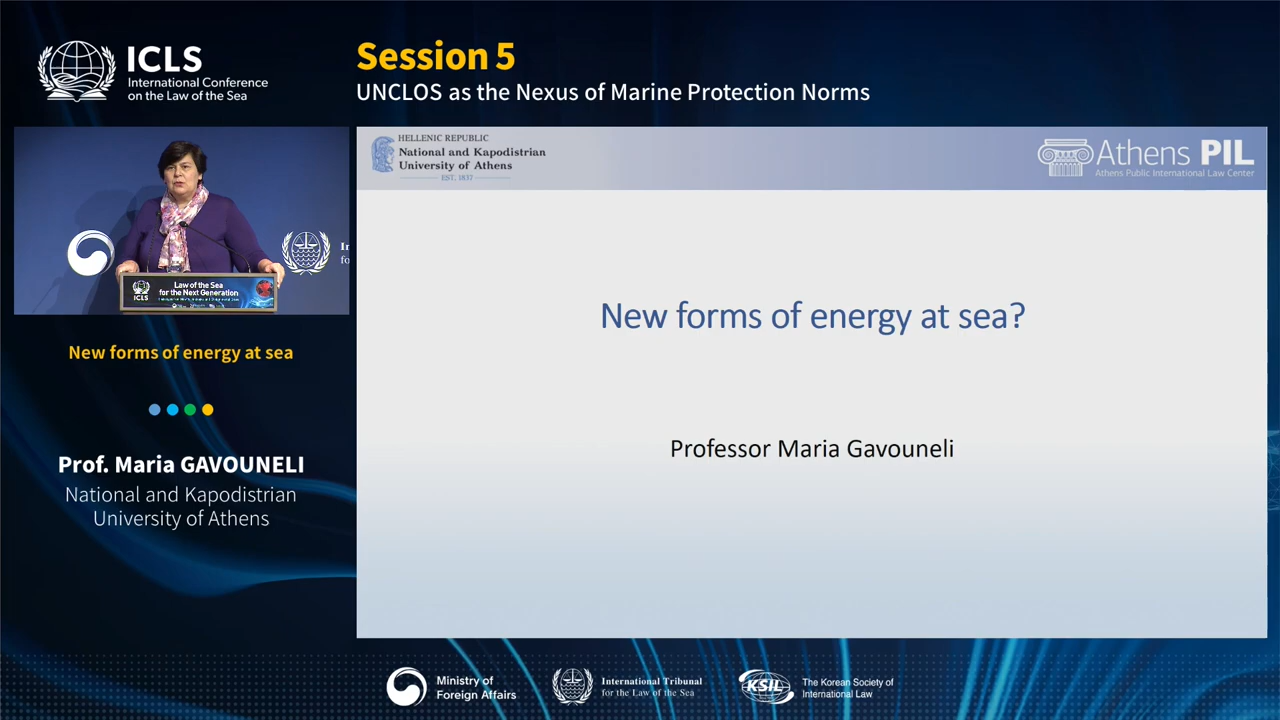 ICLS
International Conference
on the Law of the Sea
Session 5
UNCLOS as the Nexus of Marine Protection Norms
HELLENIC REPUBLIC
National and Kapodistrian
University of Athens
EST. 1837
Athens PIL
Athens Public International Law Center
In
fo
ICLS
Law of the Sea
for the Next Generation
New forms of energy at sea
Prof. Maria GAVOUNELI
National and Kapodistrian
University of Athens
New forms of energy at sea?
Professor Maria Gavouneli
Ministry of
Foreign Affairs
International Tribunal
for the Law of the Sea
KSIL
The Korean Society of
International Law